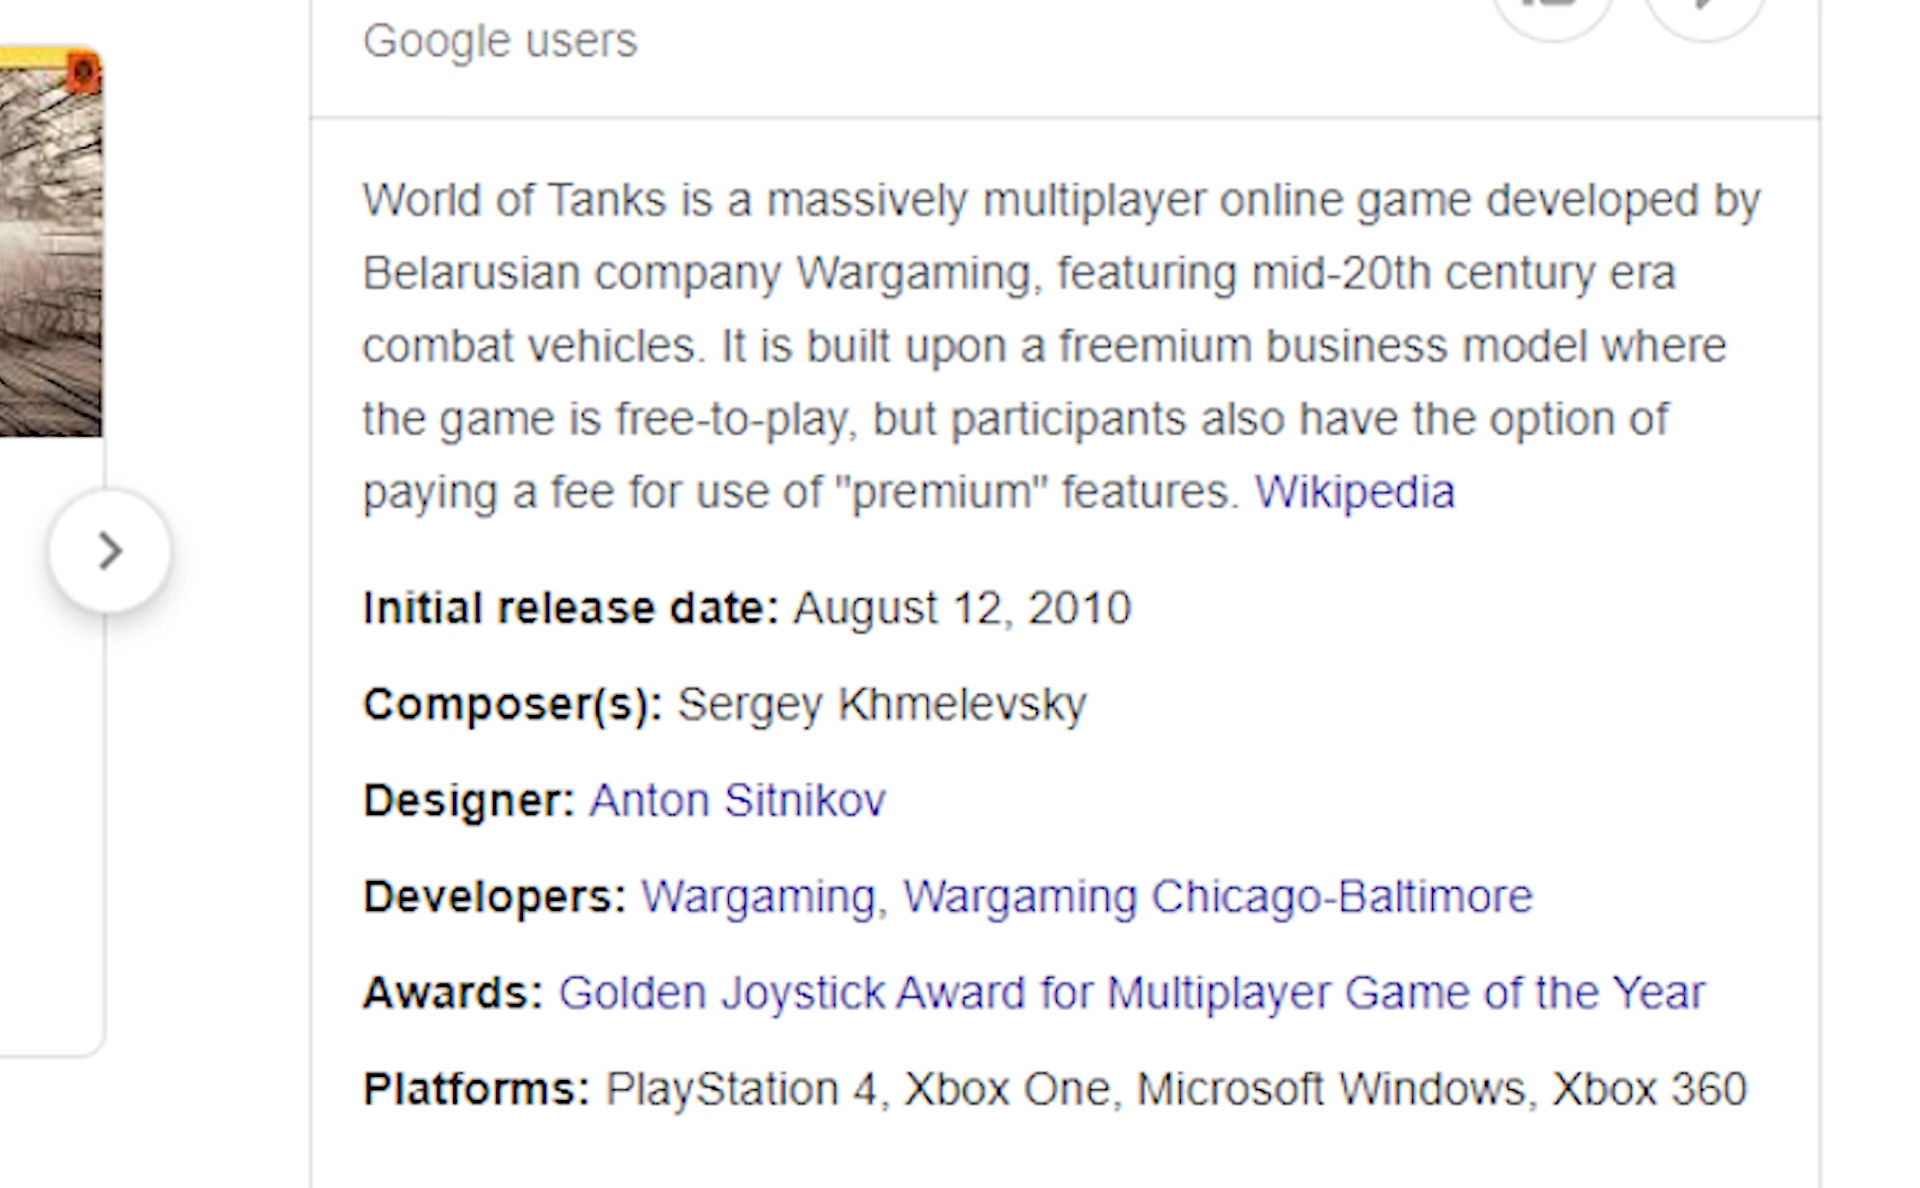 Google users
World of Tanks is a massively multiplayer online game developed by
Belarusian company Wargaming, featuring mid-20th century era
combat vehicles. It is built upon a freemium business model where
the game is free-to-play, but participants also have the option of
paying a fee for use of "premium" features. Wikipedia
Initial release date: August 12, 2010
Composer(s): Sergey Khmelevsky
Designer: Anton Sitnikov
Developers: Wargaming, Wargaming Chicago-Baltimore
Awards: Golden Joystick Award for Multiplayer Game of the Year
Platforms: PlayStation 4, Xbox One, Microsoft Windows, Xbox 360